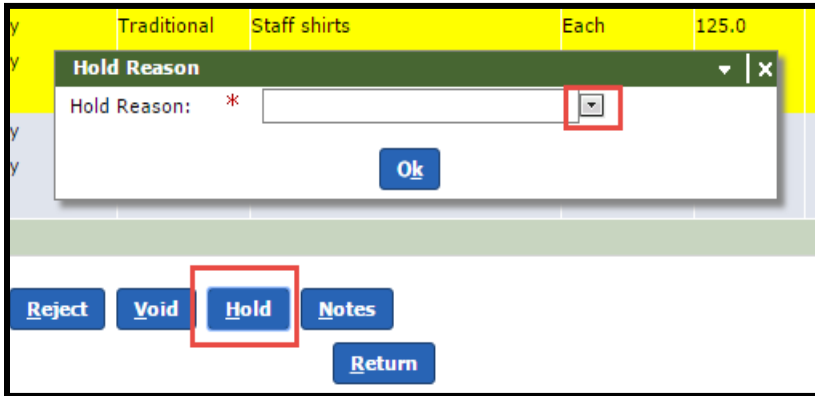 y Traditional Staff shirts Each 125.0
y
Hold Reason
Hold Reason: *
y
y
Ok
Reject Void Hold Notes
Return